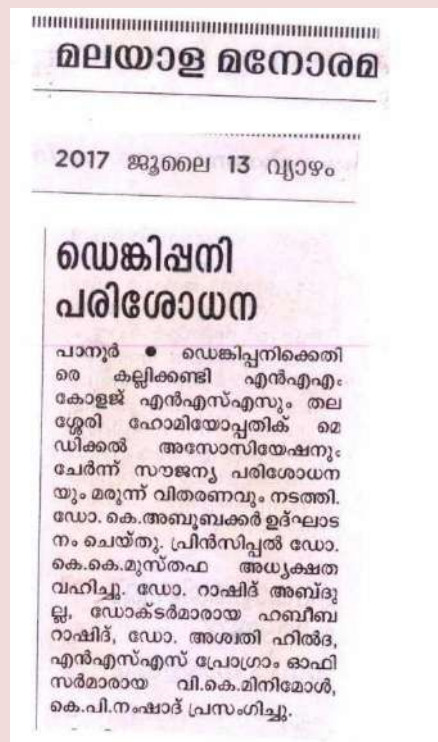 മലയാള മനോരമ
2017 ജൂലൈ 13 വ്യാഴം
ഡെങ്കിപ്പനി
പരിശോധന
പാനൂർ ● ഡെങ്കിപ്പനിക്കെതി
രെ കല്ലിക്കണ്ടി എൻഎഎം
കോളജ് എൻഎസ്എസും തല
ശ്ശേരി ഹോമിയോപ്പതിക് മെ
ഡിക്കൽ അസോസിയേഷനും
ചേർന്ന് സൗജന്യ പരിശോധന
യും മരുന്ന് വിതരണവും നടത്തി.
ഡോ. കെ.അബൂബക്കർ ഉദ്ഘാട
നം ചെയ്തു. പ്രിൻസിപ്പൽ ഡോ.
കെ.കെ.മുസ്തഫ അധ്യക്ഷത
വഹിച്ചു. ഡോ. റാഷിദ് അബ്ദു
ല്ല, ഡോക്ടർമാരായ ഹബീബ
റാഷിദ്, ഡോ. അശ്വതി ഹിൽദ,
എൻഎസ്എസ് പ്രോഗ്രാം ഓഫി
സർമാരായ വി.കെ.മിനിമോൾ,
കെ.പി.നംഷാദ് പ്രസംഗിച്ചു.